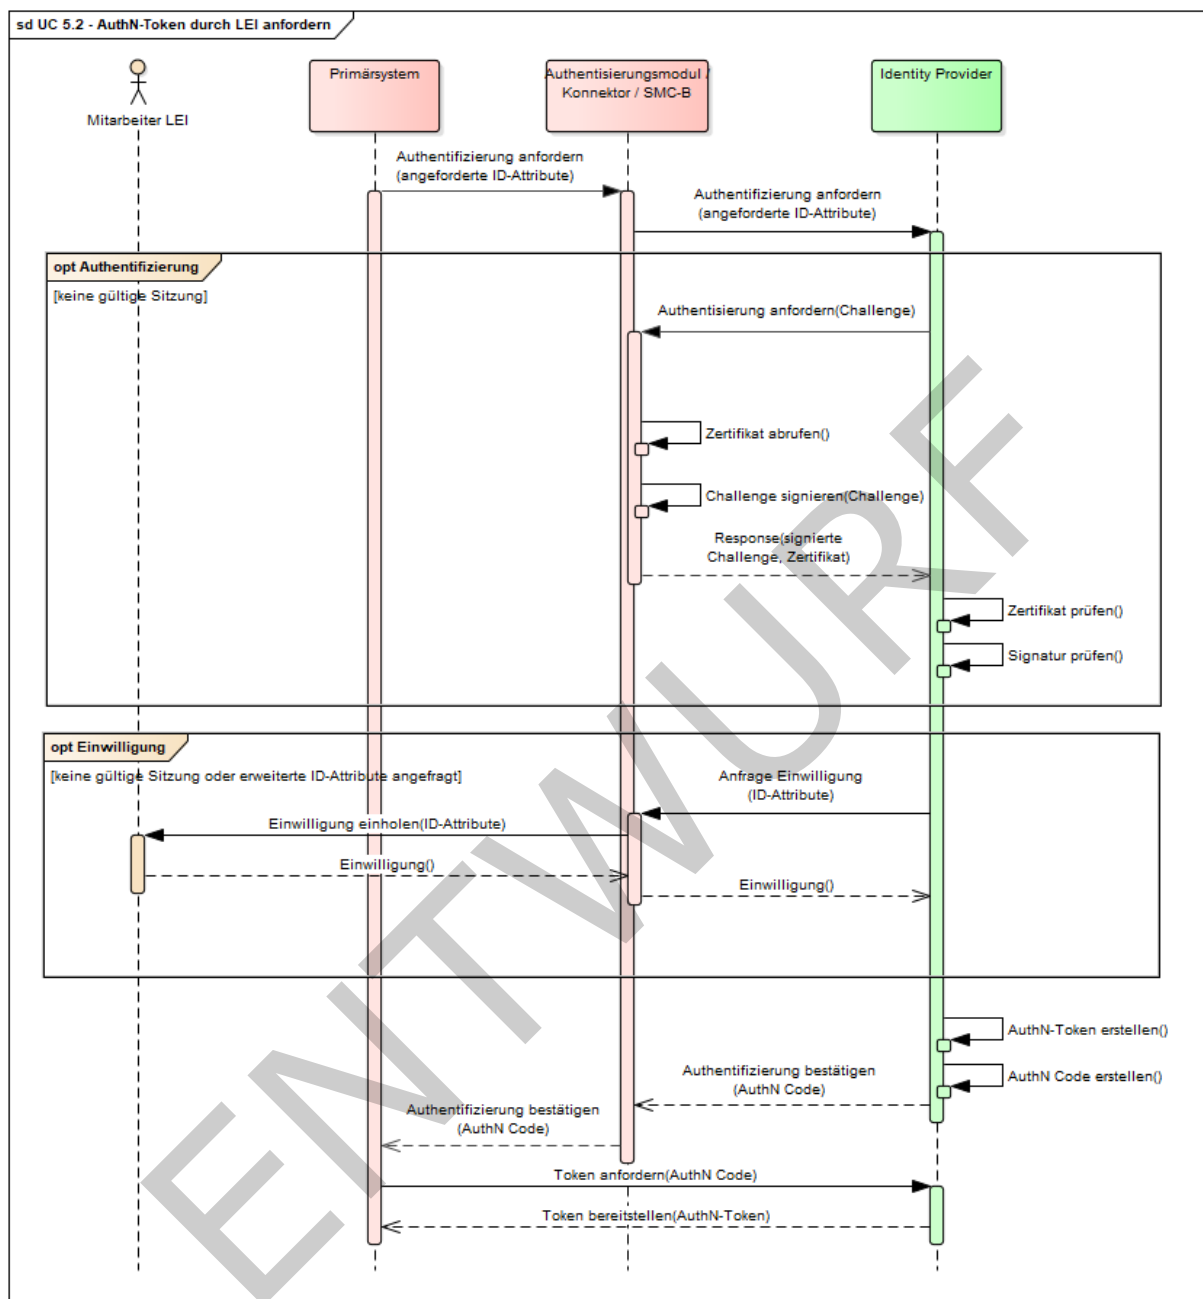 sd UC 5.2 - AuthN-Token durch LEI anfordern
Mitarbeiter LEI
Primärsystem
Authentisierungsmodul /
Konnektor / SMC-B
Identity Provider
Authentifizierung anfordern
(angeforderte ID-Attribute)
Authentifizierung anfordern
(angeforderte ID-Attribute)
opt Authentifizierung
[keine gültige Sitzung]
Authentisierung anfordern(Challenge)
Zertifikat abrufen()
Challenge signieren(Challenge)
Response(signierte
Challenge, Zertifikat)
Zertifikat prüfen()
Signatur prüfen()
opt Einwilligung
[keine gültige Sitzung oder erweiterte ID-Attribute angefragt]
Anfrage Einwilligung
(ID-Attribute)
Einwilligung einholen(ID-Attribute)
Einwilligung()
Einwilligung()
AuthN-Token erstellen()
AuthN Code erstellen()
Authentifizierung bestätigen
(AuthN Code)
Authentifizierung bestätigen
(AuthN Code)
Token anfordern(AuthN Code)
Token bereitstellen(AuthN-Token)
ENTWURF